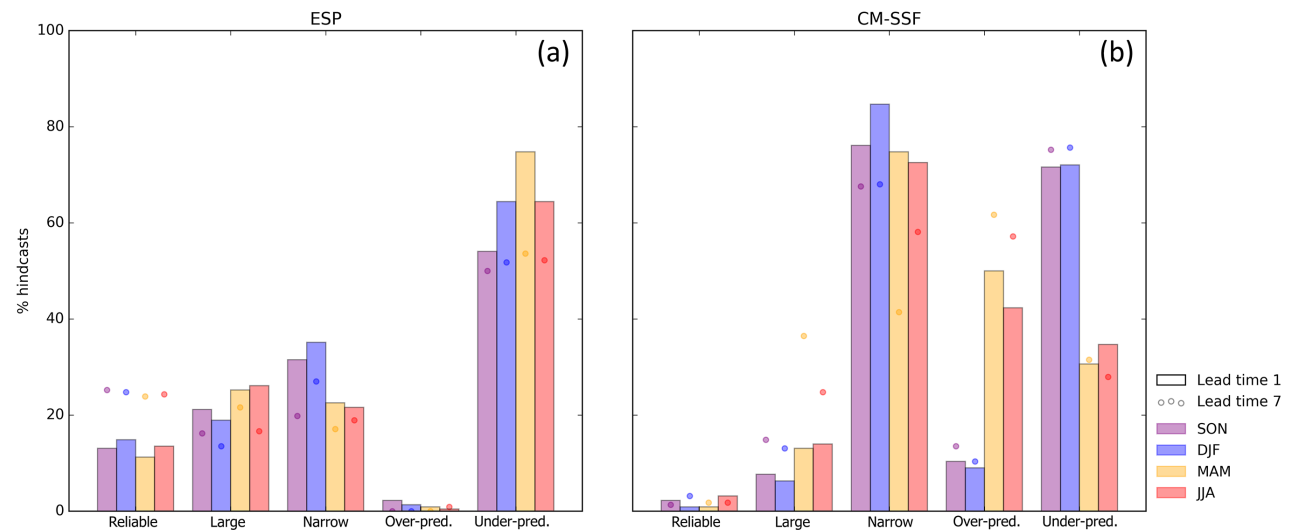 ESP
CM-SSF
(a)
(b)
% hindcasts
100
80
60
40
20
0
Reliable Large Narrow Over-pred. Under-pred.
Reliable Large Narrow Over-pred. Under-pred.
Lead time 1
Lead time 7
SON
DJF
MAM
JJA